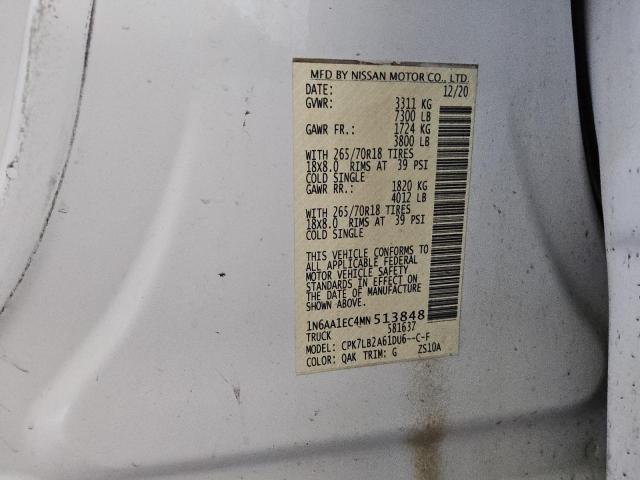 MFD BY NISSAN MOTOR CO., LTD.
DATE: 12/20
GVWR: 3311 KG
7300 LB
GAWR FR.: 1724 KG
3800 LB
WITH 265/70R18 TIRES
18X8.0 RIMS AT 39 PSI
COLD SINGLE
GAWR RR.: 1820 KG
4012 LB
WITH 265/70R18 TIRES
18X8.0 RIMS AT 39 PSI
COLD SINGLE
THIS VEHICLE CONFORMS TO
ALL APPLICABLE FEDERAL
MOTOR VEHICLE SAFETY
STANDARDS IN EFFECT ON
THE DATE OF MANUFACTURE
SHOWN ABOVE.
1N6AA1EC4MN513848
TRUCK 581637
MODEL: CPK7LB2A61DU6--C-F
COLOR: QAK TRIM: G ZS10A